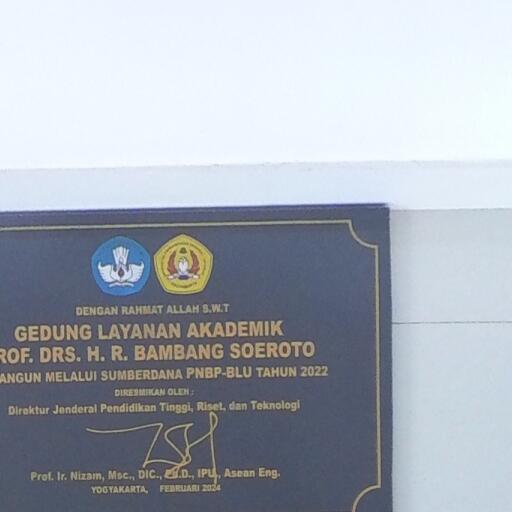 DENGAN RAHMAT ALLAH S.W.T
GEDUNG LAYANAN AKADEMIK
ROF. DRS. H. R. BAMBANG SOEROTO
ANGUN MELALUI SUMBERDANA PNBP-BLU TAHUN 2022
DIRESMIKAN OLEH :
Direktur Jenderal Pendidikan Tinggi, Riset, dan Teknologi
Prof. Ir. Nizam, Msc., DIC., Ph.D., IPU, Asean Eng.
YOGYAKARTA, FEBRUARI 2024